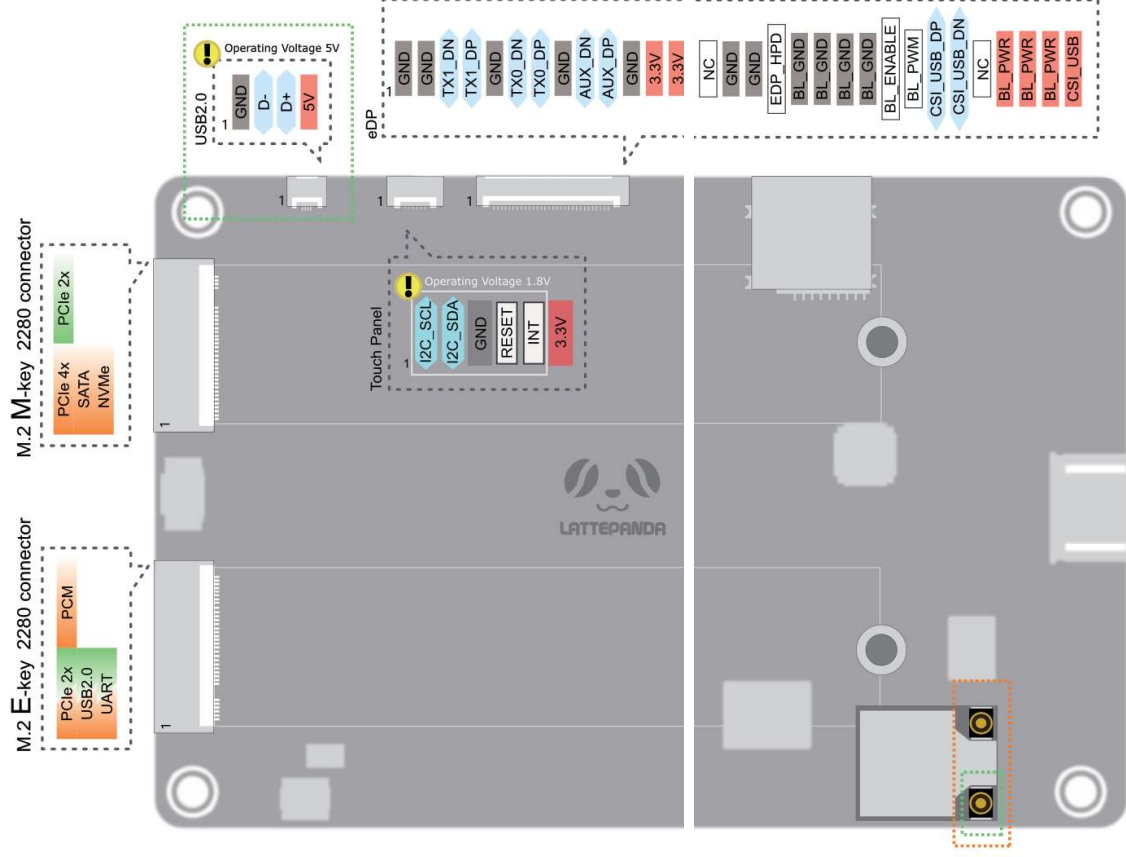 M.2 M-key 2280 connector
PCIe 4x
SATA
NVMe
PCIe 2x
M.2 E-key 2280 connector
PCIe 2x
USB2.0
UART
PCM
USB2.0
Operating Voltage 5V
1
GND
D-
D+
5V
eDP
1
GND
GND
TX1_DN
TX1_DP
GND
TX0_DN
TX0_DP
GND
AUX_DN
AUX_DP
GND
3.3V
3.3V
NC
GND
GND
EDP_HPD
BL_GND
BL_GND
BL_GND
BL_GND
BL_ENABLE
BL_PWM
CSI_USB_DP
CSI_USB_DN
NC
BL_PWR
BL_PWR
BL_PWR
CSI_USB
1
1
1
Touch Panel
Operating Voltage 1.8V
1
I2C_SCL
I2C_SDA
GND
RESET
INT
3.3V
1
1
LATTEPANDA